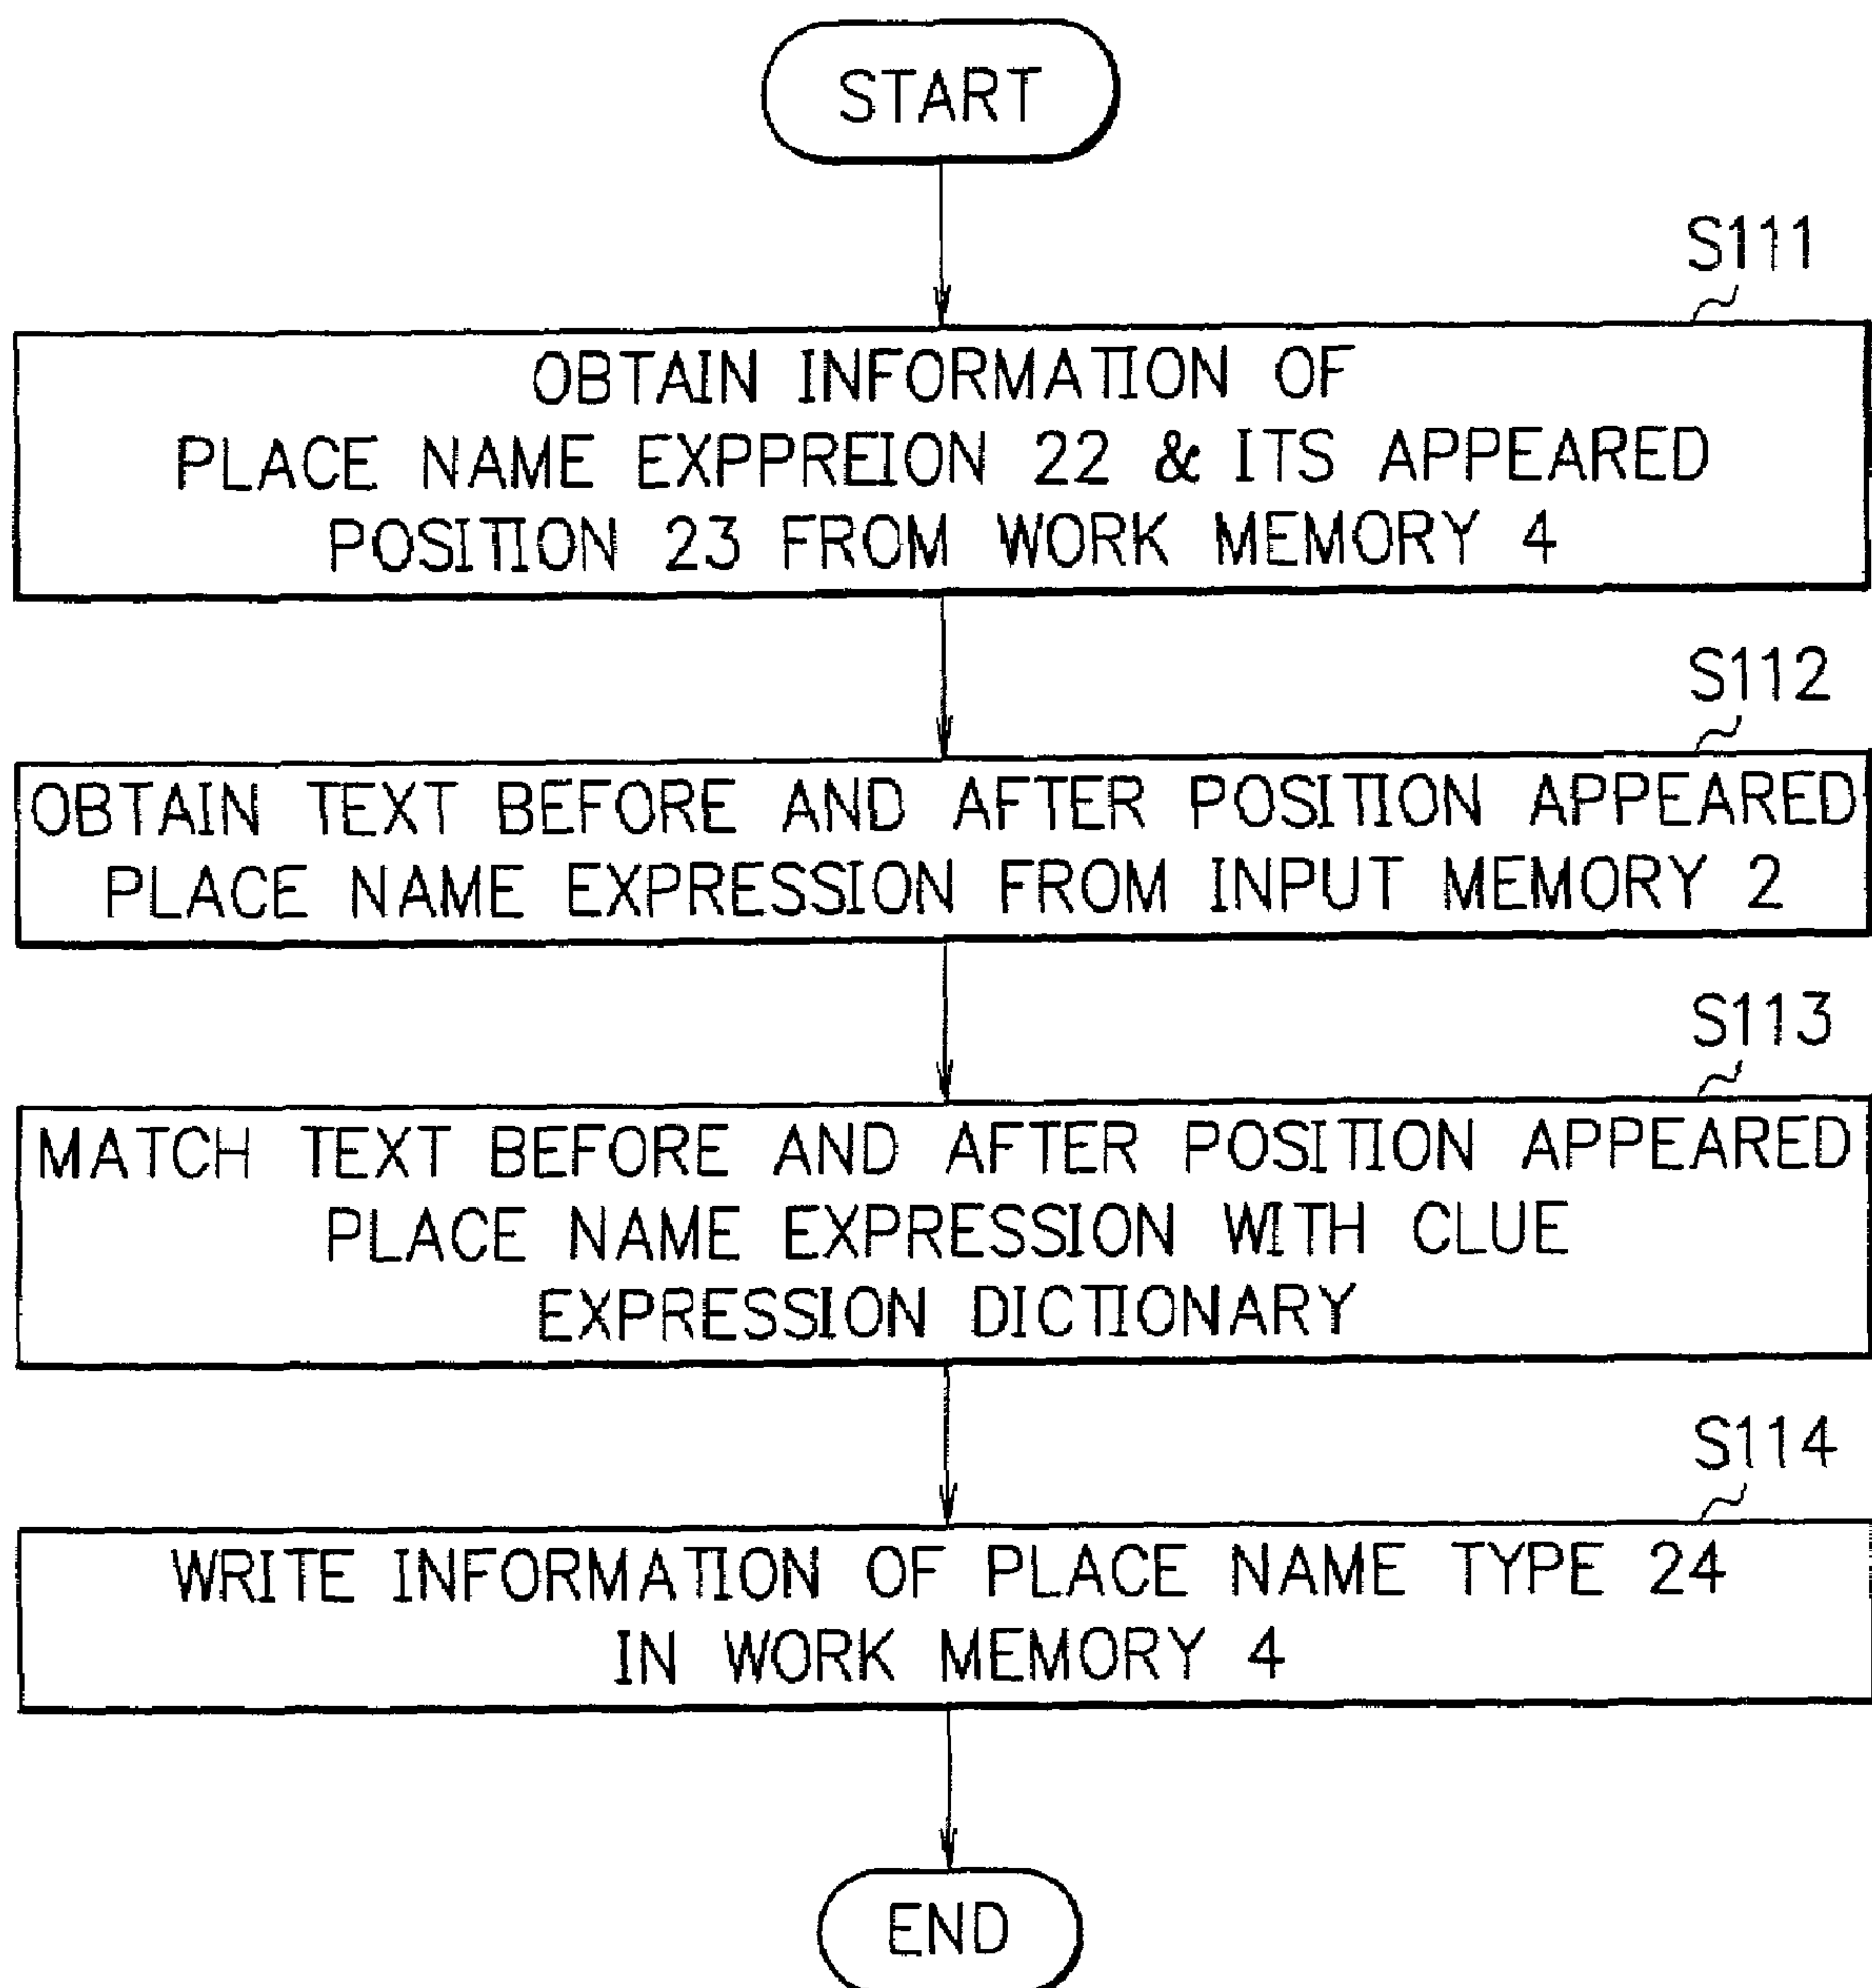 START
S111
OBTAIN INFORMATION OF
PLACE NAME EXPPREION 22 & ITS APPEARED
POSITION 23 FROM WORK MEMORY 4
S112
OBTAIN TEXT BEFORE AND AFTER POSITION APPEARED
PLACE NAME EXPRESSION FROM INPUT MEMORY 2
S113
MATCH TEXT BEFORE AND AFTER POSITION APPEARED
PLACE NAME EXPRESSION WITH CLUE
EXPRESSION DICTIONARY
S114
WRITE INFORMATION OF PLACE NAME TYPE 24
IN WORK MEMORY 4
END